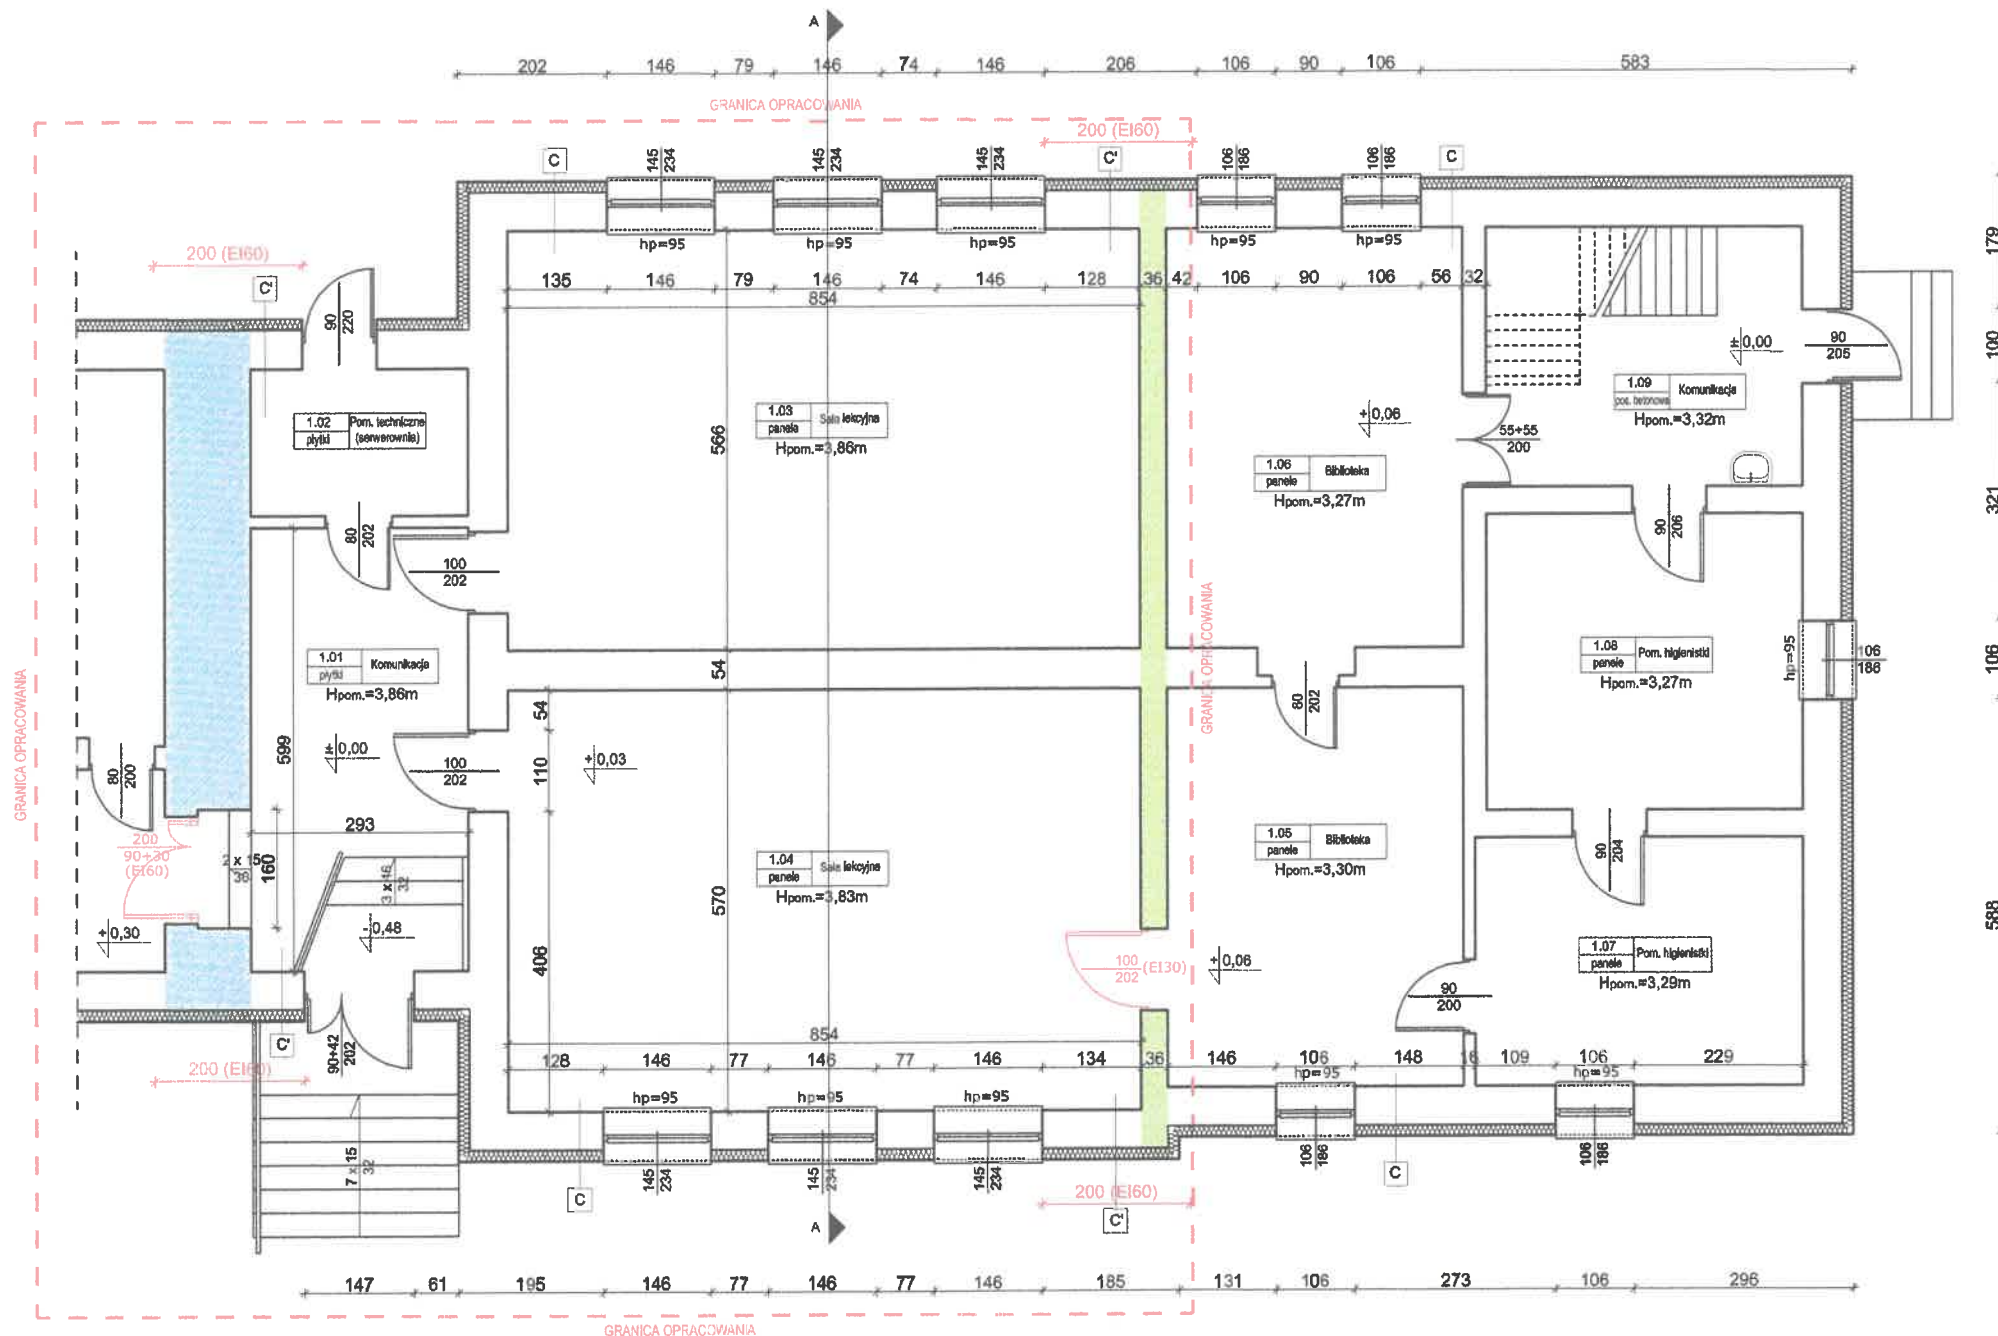 A
202 146 79 146 74 146 206 106 90 106 583
GRANICA OPRACOWANIA
200 (EI60)
C
145
234
145
234
145
234
C'
106
186
106
186
C
hp=95 hp=95 hp=95 hp=95 hp=95
179
200 (EI60)
C'
90
220
135 146 79 146 74 146 128 36 42 106 90 106 56 32
854
±0,00
90
205
100
1.02
płytki
Pom. techniczne
(serwerownia)
1.03
panele
Sala lekcyjna
Hpom.=3,86m
566
+0,06
1.09
pos. betonowa
Komunikacja
Hpom.=3,32m
55+55
200
1.06
panele
Biblioteka
Hpom.=3,27m
321
80
202
90
206
100
202
GRANICA OPRACOWANIA
1.01
płytki
Komunikacja
Hpom.=3,86m
54
1.08
panele
Pom. higienistki
Hpom.=3,27m
hp=95
106
186
106
GRANICA OPRACOWANIA
54
80
202
599
±0,00
100
202
110
+0,03
80
200
293
200
90+30
(EI60)
2 x 15
36
160
3 x 16
32
1.04
panele
Sala lekcyjna
Hpom.=3,83m
570
1.05
panele
Biblioteka
Hpom.=3,30m
90
204
588
+0,30
-0,48
406
100
202
(EI30)
+0,06
1.07
panele
Pom. higienistki
Hpom.=3,29m
90
200
C'
90+42
202
854
200 (EI60)
128 146 77 146 77 146 134 36 146 106 148 16 109 106 229
hp=95 hp=95
hp=95 hp=95 hp=95
7 x 15
32
145
234
145
234
145
234
106
186
106
186
C
C
200 (EI60)
C'
A
147 61 195 146 77 146 77 146 185 131 106 273 106 296
GRANICA OPRACOWANIA